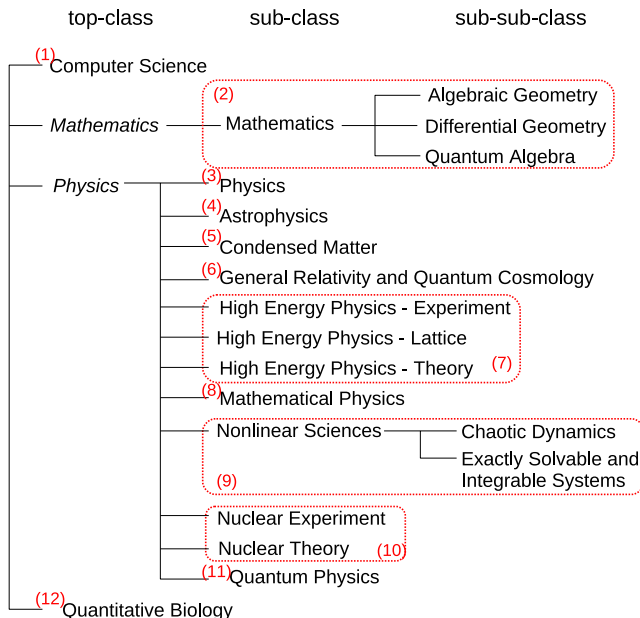 top-class sub-class sub-sub-class
(1) Computer Science
(2)
Algebraic Geometry
Mathematics Mathematics Differential Geometry
Quantum Algebra
Physics (3) Physics
(4) Astrophysics
(5) Condensed Matter
(6) General Relativity and Quantum Cosmology
High Energy Physics - Experiment
High Energy Physics - Lattice
High Energy Physics - Theory (7)
(8) Mathematical Physics
Nonlinear Sciences Chaotic Dynamics
Exactly Solvable and
(9) Integrable Systems
Nuclear Experiment
Nuclear Theory (10)
(11) Quantum Physics
(12) Quantitative Biology